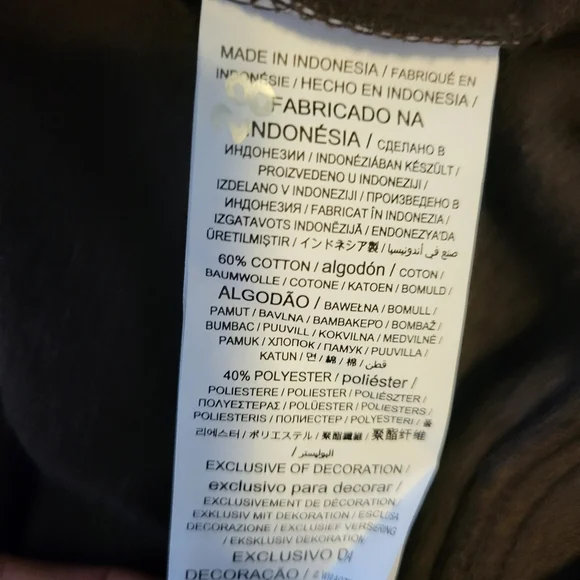 MADE IN INDONESIA / FABRIQUÉ EN
INDONÉSIE / HECHO EN INDONESIA /
FABRICADO NA
INDONÉSIA / СДЕЛАНО В
ИНДОНЕЗИИ / INDONÉZIÁBAN KÉSZÜLT /
PROIZVEDENO U INDONEZIJI /
IZDELANO V INDONEZIJI / ПРОИЗВЕДЕНО В
ИНДОНЕЗИЯ / FABRICAT ÎN INDONEZIA /
IZGATAVOTS INDONĒZIJĀ / ENDONEZYA'DA
ÜRETILMIŞTIR / インドネシア製 / صنع في أندونيسيا
60% COTTON / algodón / COTON /
BAUMWOLLE / COTONE / KATOEN / BOMULD /
ALGODÃO / BAWEŁNA / BOMULL /
PAMUT / BAVLNA / ΒΑΜΒΑΚΕΡΟ / BOMBAŽ /
BUMBAC / PUUVILL / KOKVILNA / MEDVILNĖ /
PAMUK / ХЛОПОК / ПАМУК / PUUVILLA /
KATUN / 면 / 綿 / 棉 / قطن
40% POLYESTER / poliéster /
POLIESTERE / POLIESTER / POLIÉSZTER /
ΠΟΛΥΕΣΤΕΡΑΣ / POLÜESTER / POLIESTERS /
POLIESTERIS / ПОЛИЕСТЕР / POLYESTERI /
리에스터 / ポリエステル / 聚酯纖維 / 聚酯纤维
/ البوليستر
EXCLUSIVE OF DECORATION /
exclusivo para decorar /
EXCLUSIVEMENT DE DÉCORATION /
EXKLUSIV MIT DEKORATION / ESCLUSA
DECORAZIONE / EXCLUSIEF VERSIERING
/ EKSKLUSIV DEKORATION /
EXCLUSIVO DA
DECORAÇÃO /